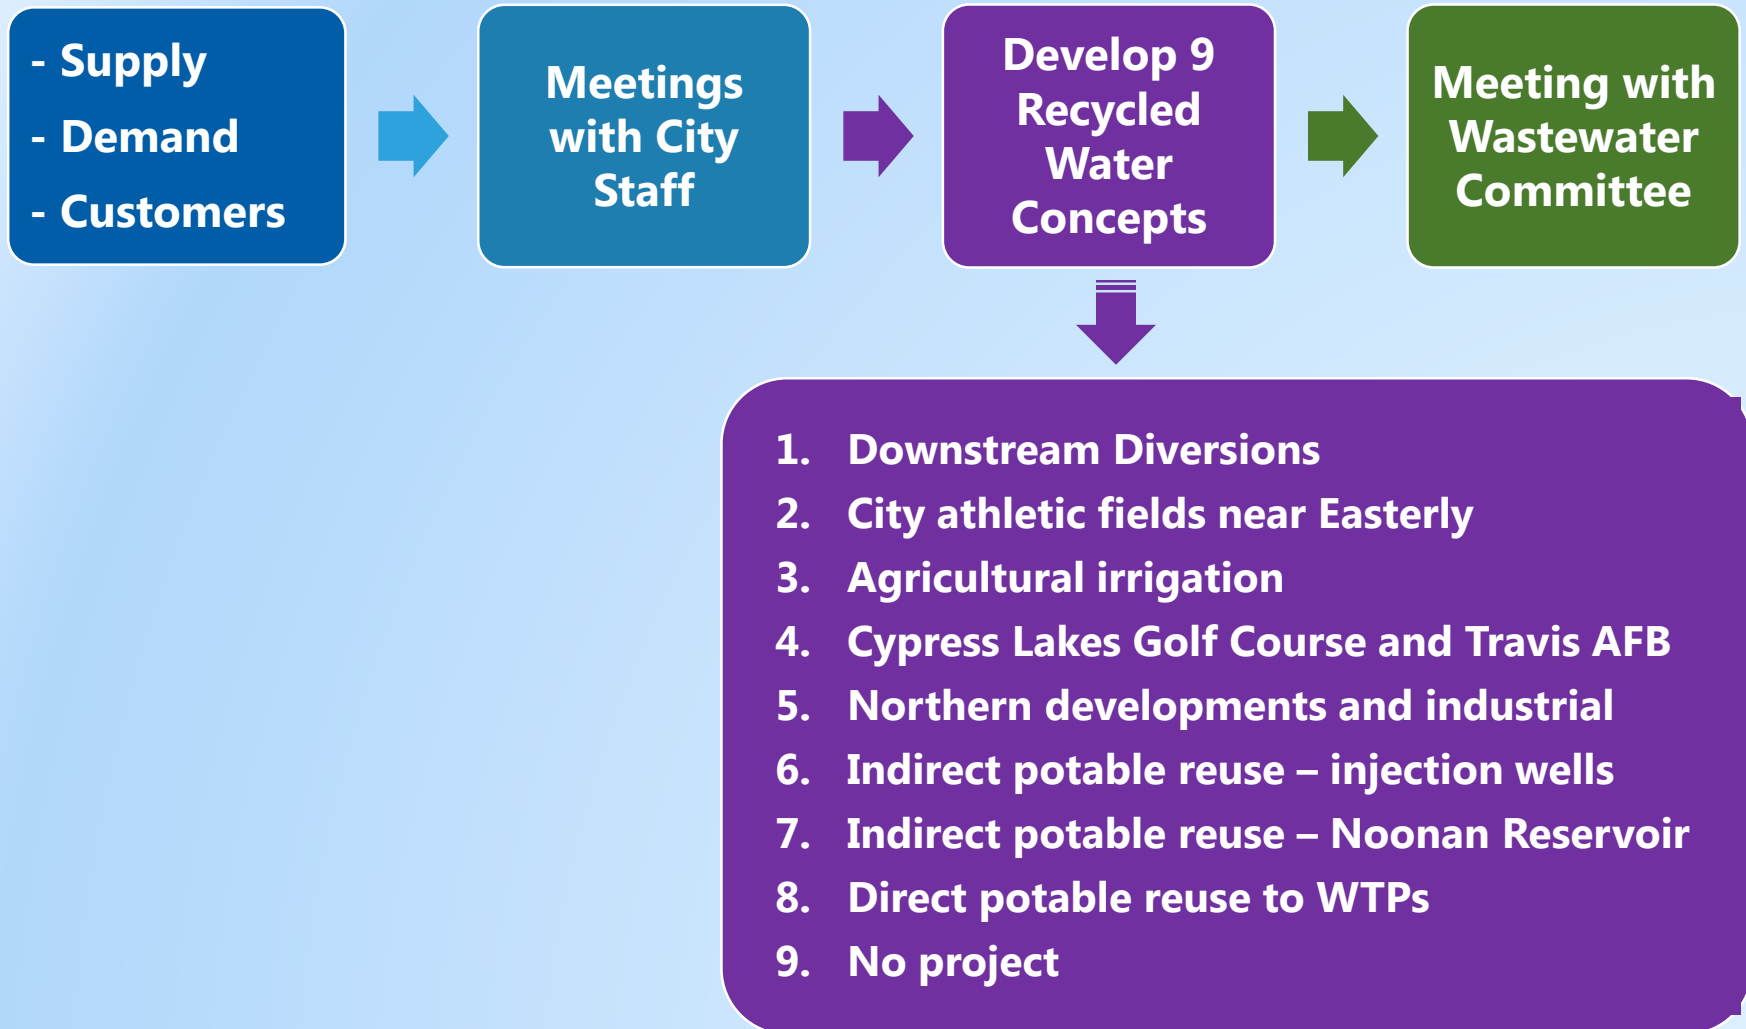 - Supply
- Demand
- Customers
Meetings
with City
Staff
Develop 9
Recycled
Water
Concepts
Meeting with
Wastewater
Committee
1. Downstream Diversions
2. City athletic fields near Easterly
3. Agricultural irrigation
4. Cypress Lakes Golf Course and Travis AFB
5. Northern developments and industrial
6. Indirect potable reuse – injection wells
7. Indirect potable reuse – Noonan Reservoir
8. Direct potable reuse to WTPs
9. No project